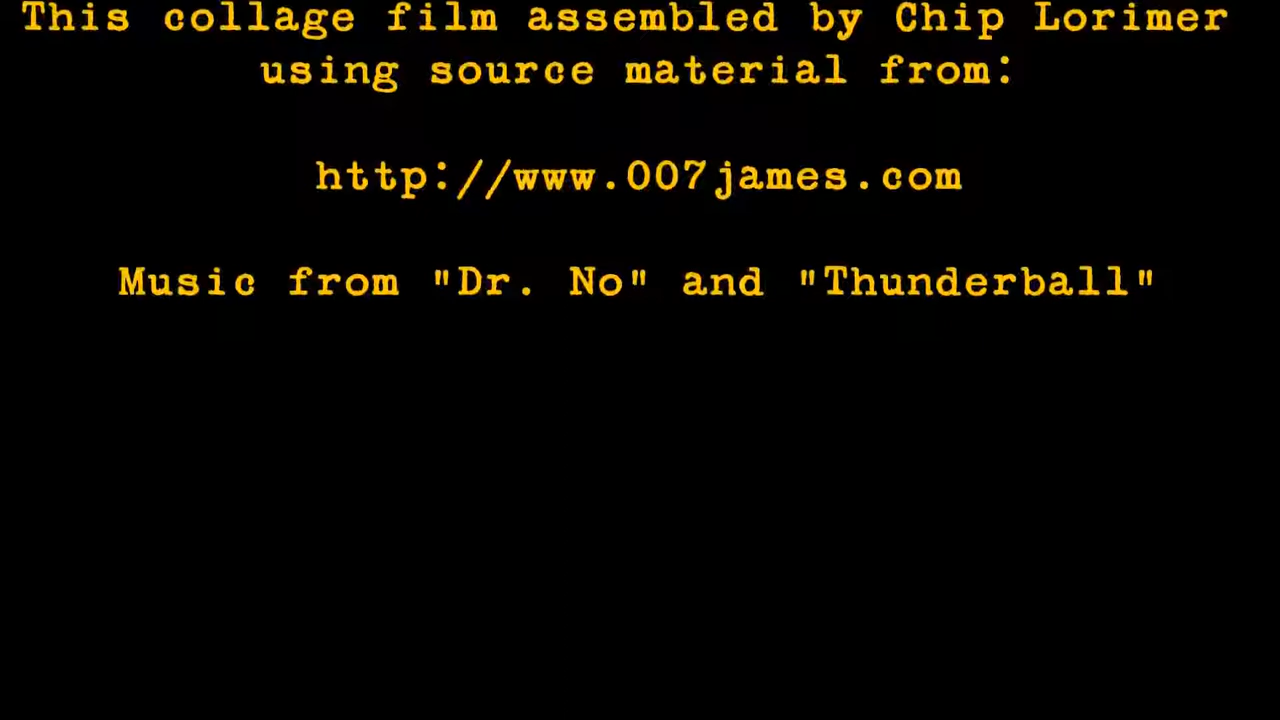 This collage film assembled by Chip Lorimer
using source material from:
http://www.007james.com
Music from "Dr. No" and "Thunderball"